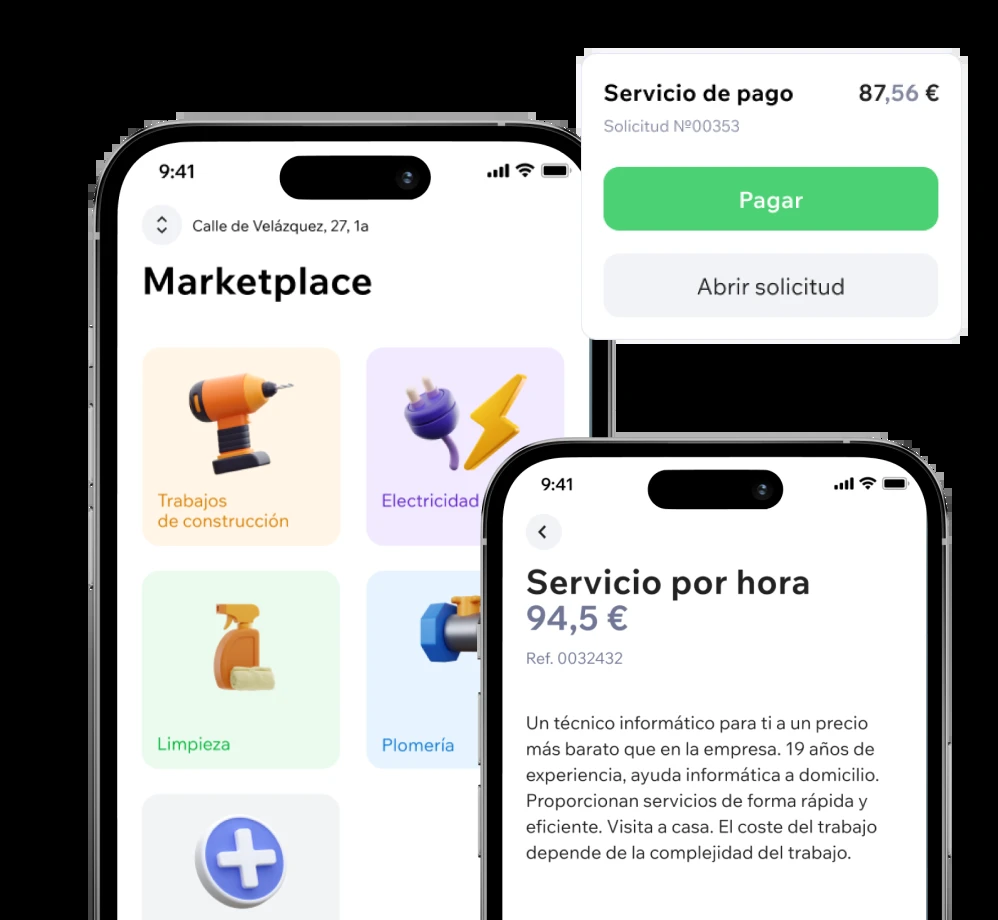 Servicio de pago 87,56 €
Solicitud Nº00353
Pagar
Abrir solicitud
9:41
Calle de Velázquez, 27, 1a
Marketplace
Trabajos
de construcción
Electricidad
Limpieza
Plomería
9:41
Servicio por hora
94,5 €
Ref. 0032432
Un técnico informático para ti a un precio
más barato que en la empresa. 19 años de
experiencia, ayuda informática a domicilio.
Proporcionan servicios de forma rápida y
eficiente. Visita a casa. El coste del trabajo
depende de la complejidad del trabajo.